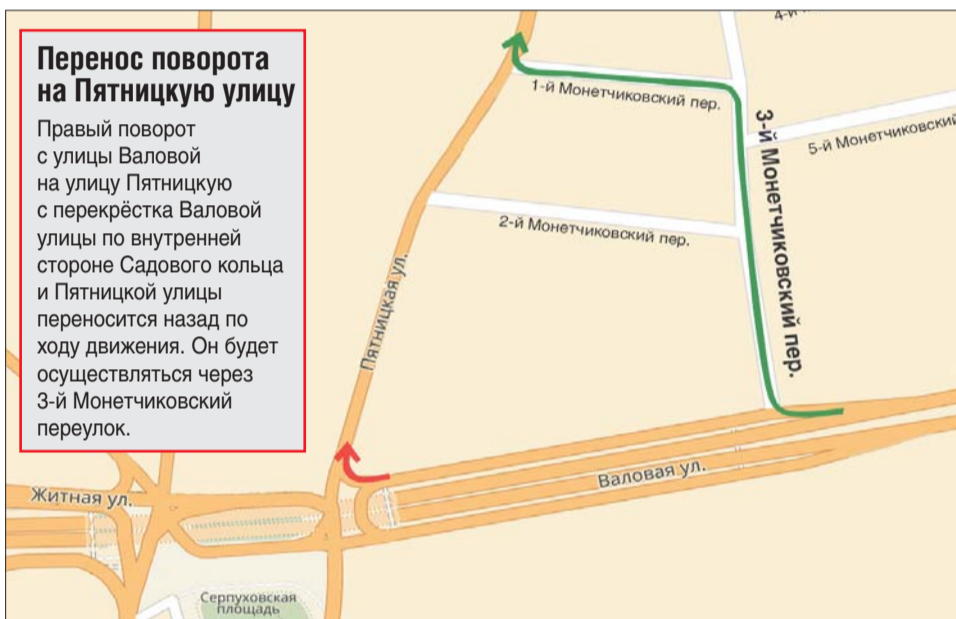 Перенос поворота
на Пятницкую улицу
Правый поворот
с улицы Валовой
на улицу Пятницкую
с перекрёстка Валовой
улицы по внутренней
стороне Садового кольца
и Пятницкой улицы
переносится назад по
ходу движения. Он будет
осуществляться через
3-й Монетчиковский
переулок.
1-й Монетчиковский пер.
3-й Монетчиковский пер.
5-й Монетчиковский
2-й Монетчиковский пер.
Пятницкая ул.
Валовая ул.
Житная ул.
Серпуховская
площадь